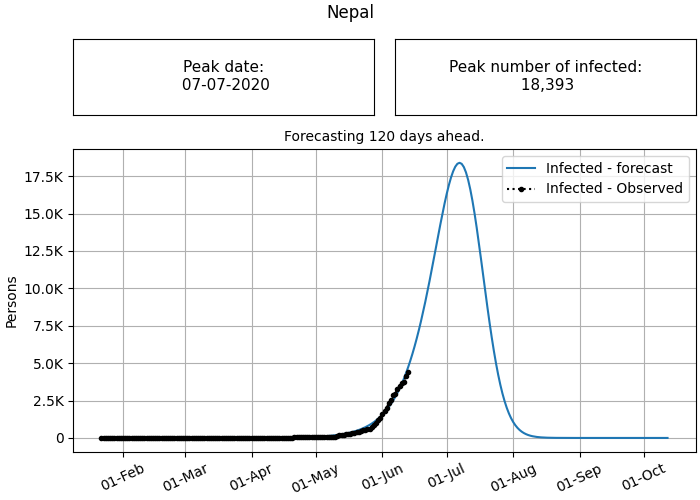 Nepal
Peak date:
07-07-2020
Peak number of infected:
18,393
Forecasting 120 days ahead.
Infected - forecast
Infected - Observed
17.5K
15.0K
12.5K
10.0K
7.5K
5.0K
2.5K
0
Persons
01-Feb
01-Mar
01-Apr
01-May
01-Jun
01-Jul
01-Aug
01-Sep
01-Oct